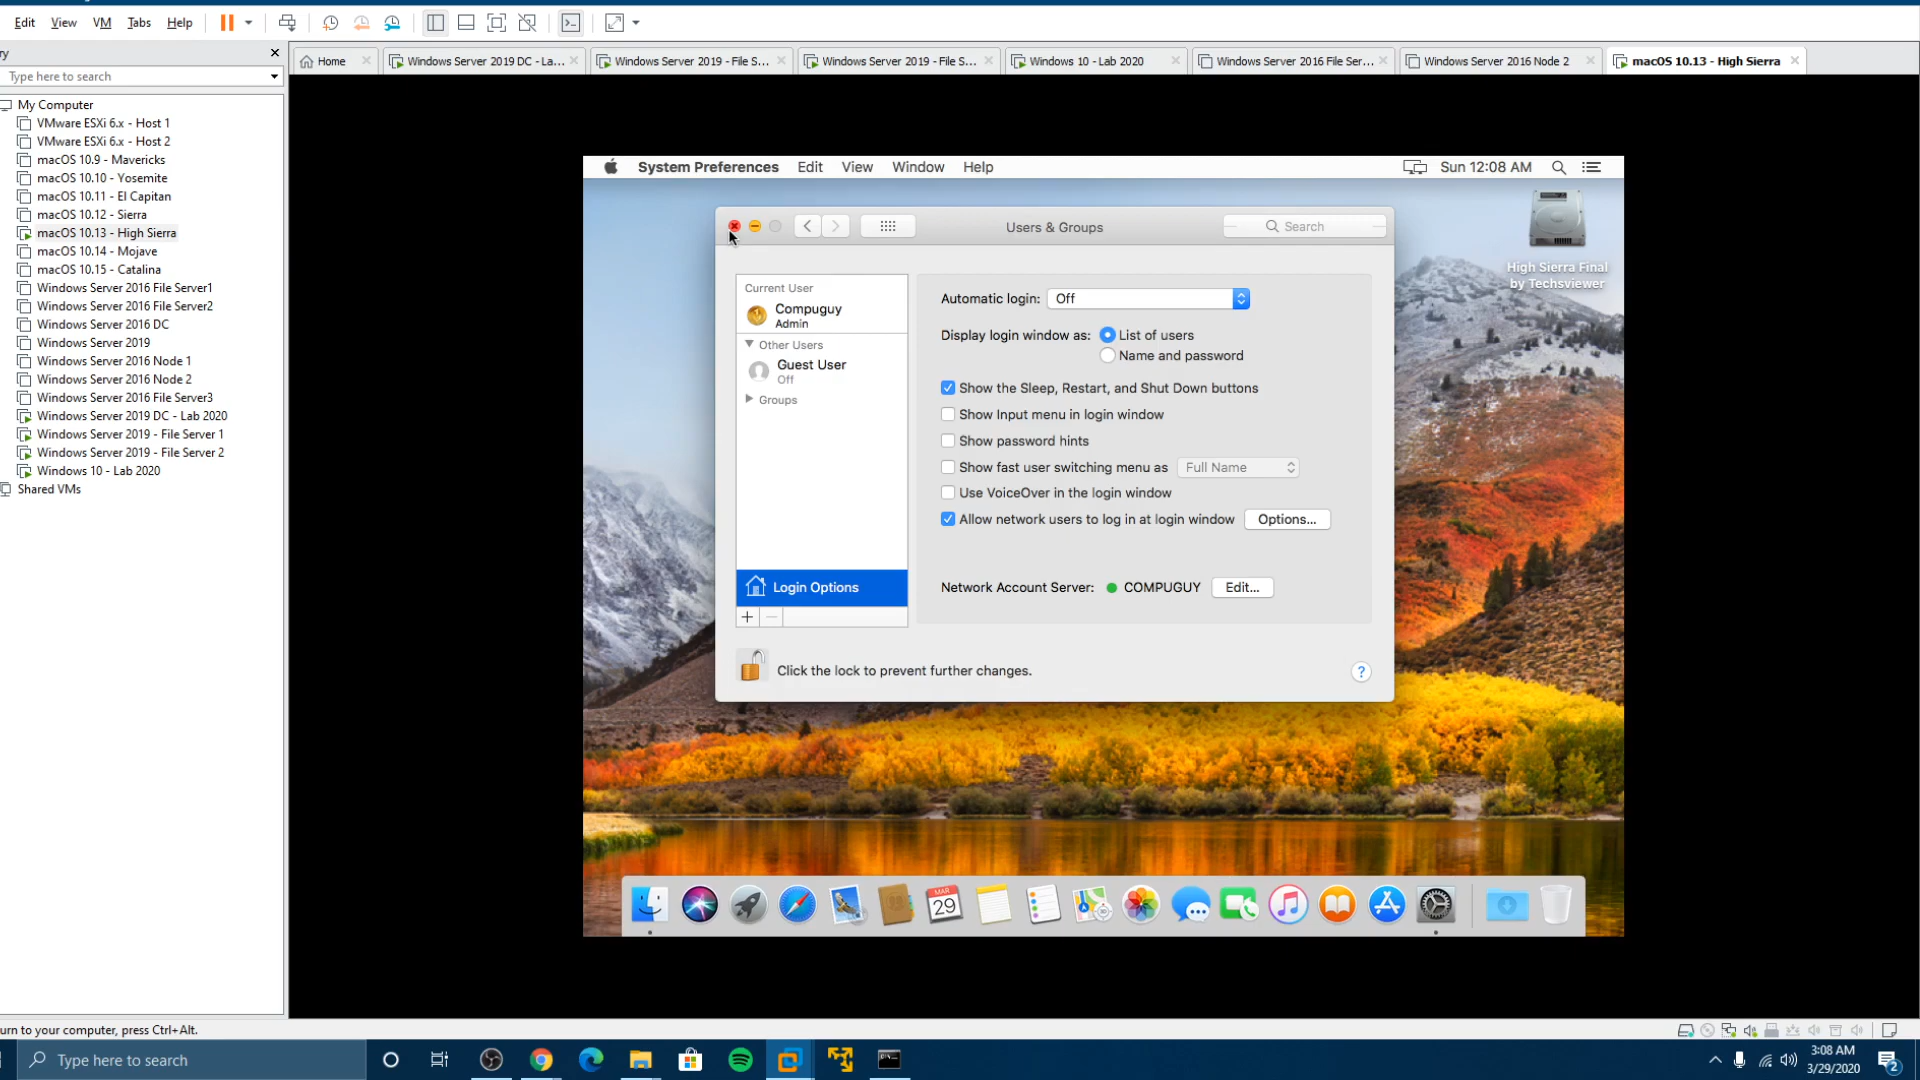 Edit View VM Tabs Help
ry
Type here to search
Home
Windows Server 2019 DC - La...
Windows Server 2019 - File S...
Windows Server 2019 - File S...
Windows 10 - Lab 2020
Windows Server 2016 File Ser...
Windows Server 2016 Node 2
macOS 10.13 - High Sierra
My Computer
VMware ESXi 6.x - Host 1
VMware ESXi 6.x - Host 2
macOS 10.9 - Mavericks
macOS 10.10 - Yosemite
macOS 10.11 - El Capitan
macOS 10.12 - Sierra
macOS 10.13 - High Sierra
macOS 10.14 - Mojave
macOS 10.15 - Catalina
Windows Server 2016 File Server1
Windows Server 2016 File Server2
Windows Server 2016 DC
Windows Server 2019
Windows Server 2016 Node 1
Windows Server 2016 Node 2
Windows Server 2016 File Server3
Windows Server 2019 DC - Lab 2020
Windows Server 2019 - File Server 1
Windows Server 2019 - File Server 2
Windows 10 - Lab 2020
Shared VMs
System Preferences Edit View Window Help
Sun 12:08 AM
High Sierra Final
by Techsviewer
Users & Groups
Search
Current User
Compuguy
Admin
Other Users
Guest User
Off
Groups
Login Options
Automatic login: Off
Display login window as: List of users
Name and password
Show the Sleep, Restart, and Shut Down buttons
Show Input menu in login window
Show password hints
Show fast user switching menu as Full Name
Use VoiceOver in the login window
Allow network users to log in at login window Options...
Network Account Server: COMPUGUY Edit...
Click the lock to prevent further changes.
?
MAR
29
urn to your computer, press Ctrl+Alt.
Type here to search
3:08 AM
3/29/2020
2